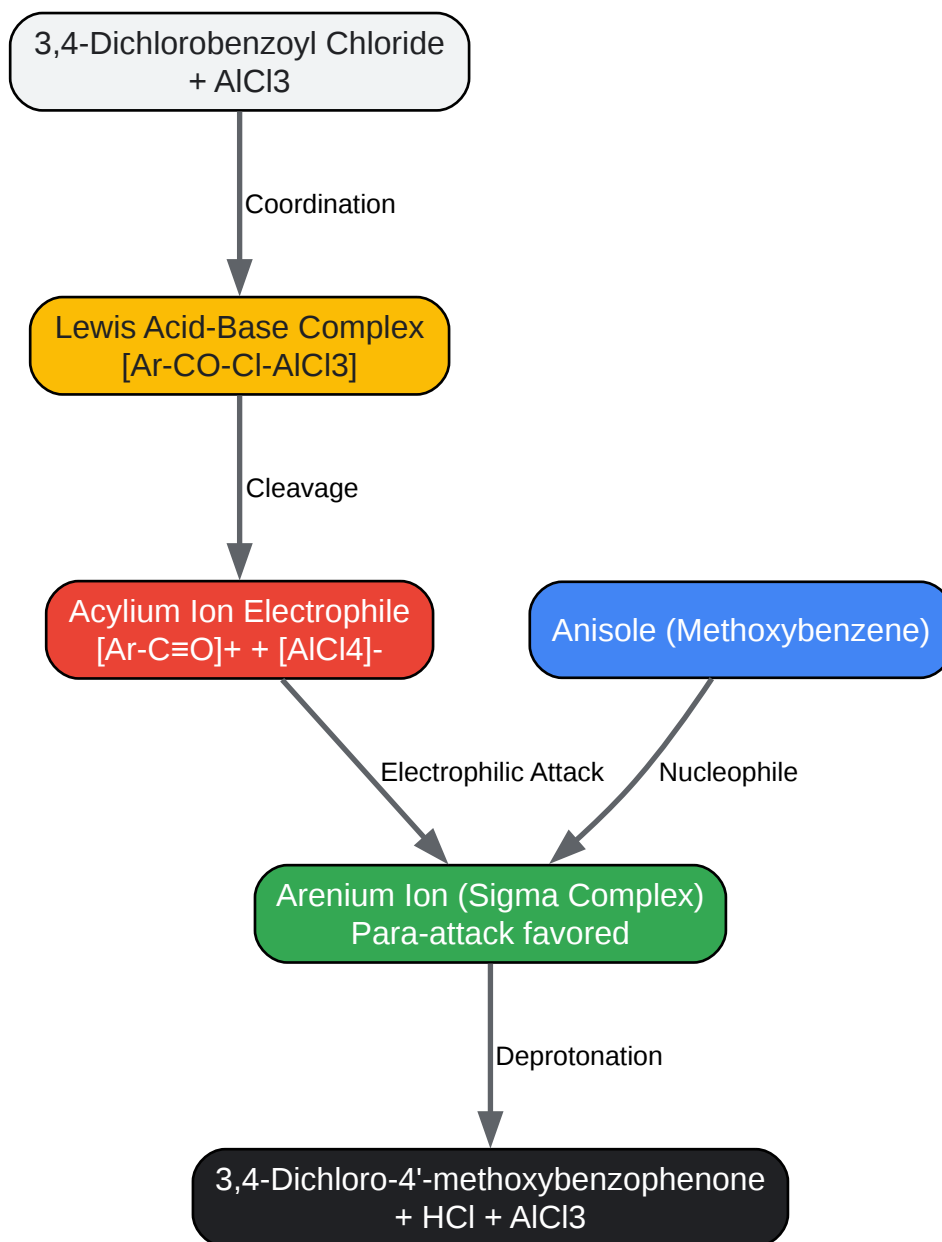 3,4-Dichlorobenzoyl Chloride
+ AlCl3
Coordination
Lewis Acid-Base Complex
[Ar-CO-Cl-AlCl3]
Cleavage
Acylium Ion Electrophile
[Ar-C≡O]+ + [AlCl4]-
Anisole (Methoxybenzene)
Electrophilic Attack
Nucleophile
Arenium Ion (Sigma Complex)
Para-attack favored
Deprotonation
3,4-Dichloro-4'-methoxybenzophenone
+ HCl + AlCl3